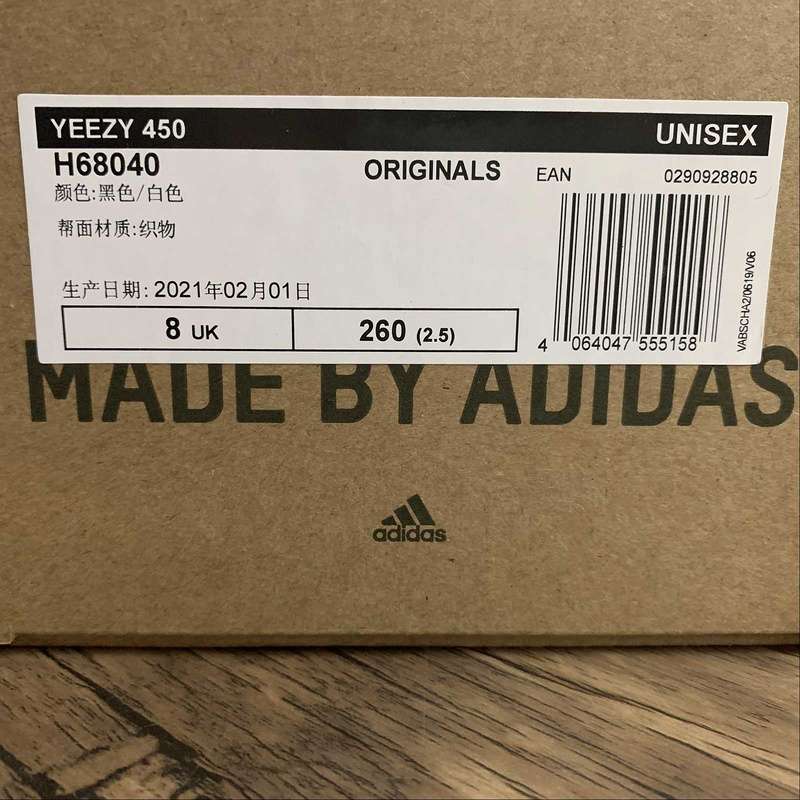 YEEZY 450 UNISEX
H68040 ORIGINALS EAN 0290928805
颜色:黑色/白色
帮面材质:织物
生产日期:2021年02月01日
8 UK 260 (2.5)
4 064047 555158
VABSCHA2/0619/V06
MADE BY ADIDAS
adidas